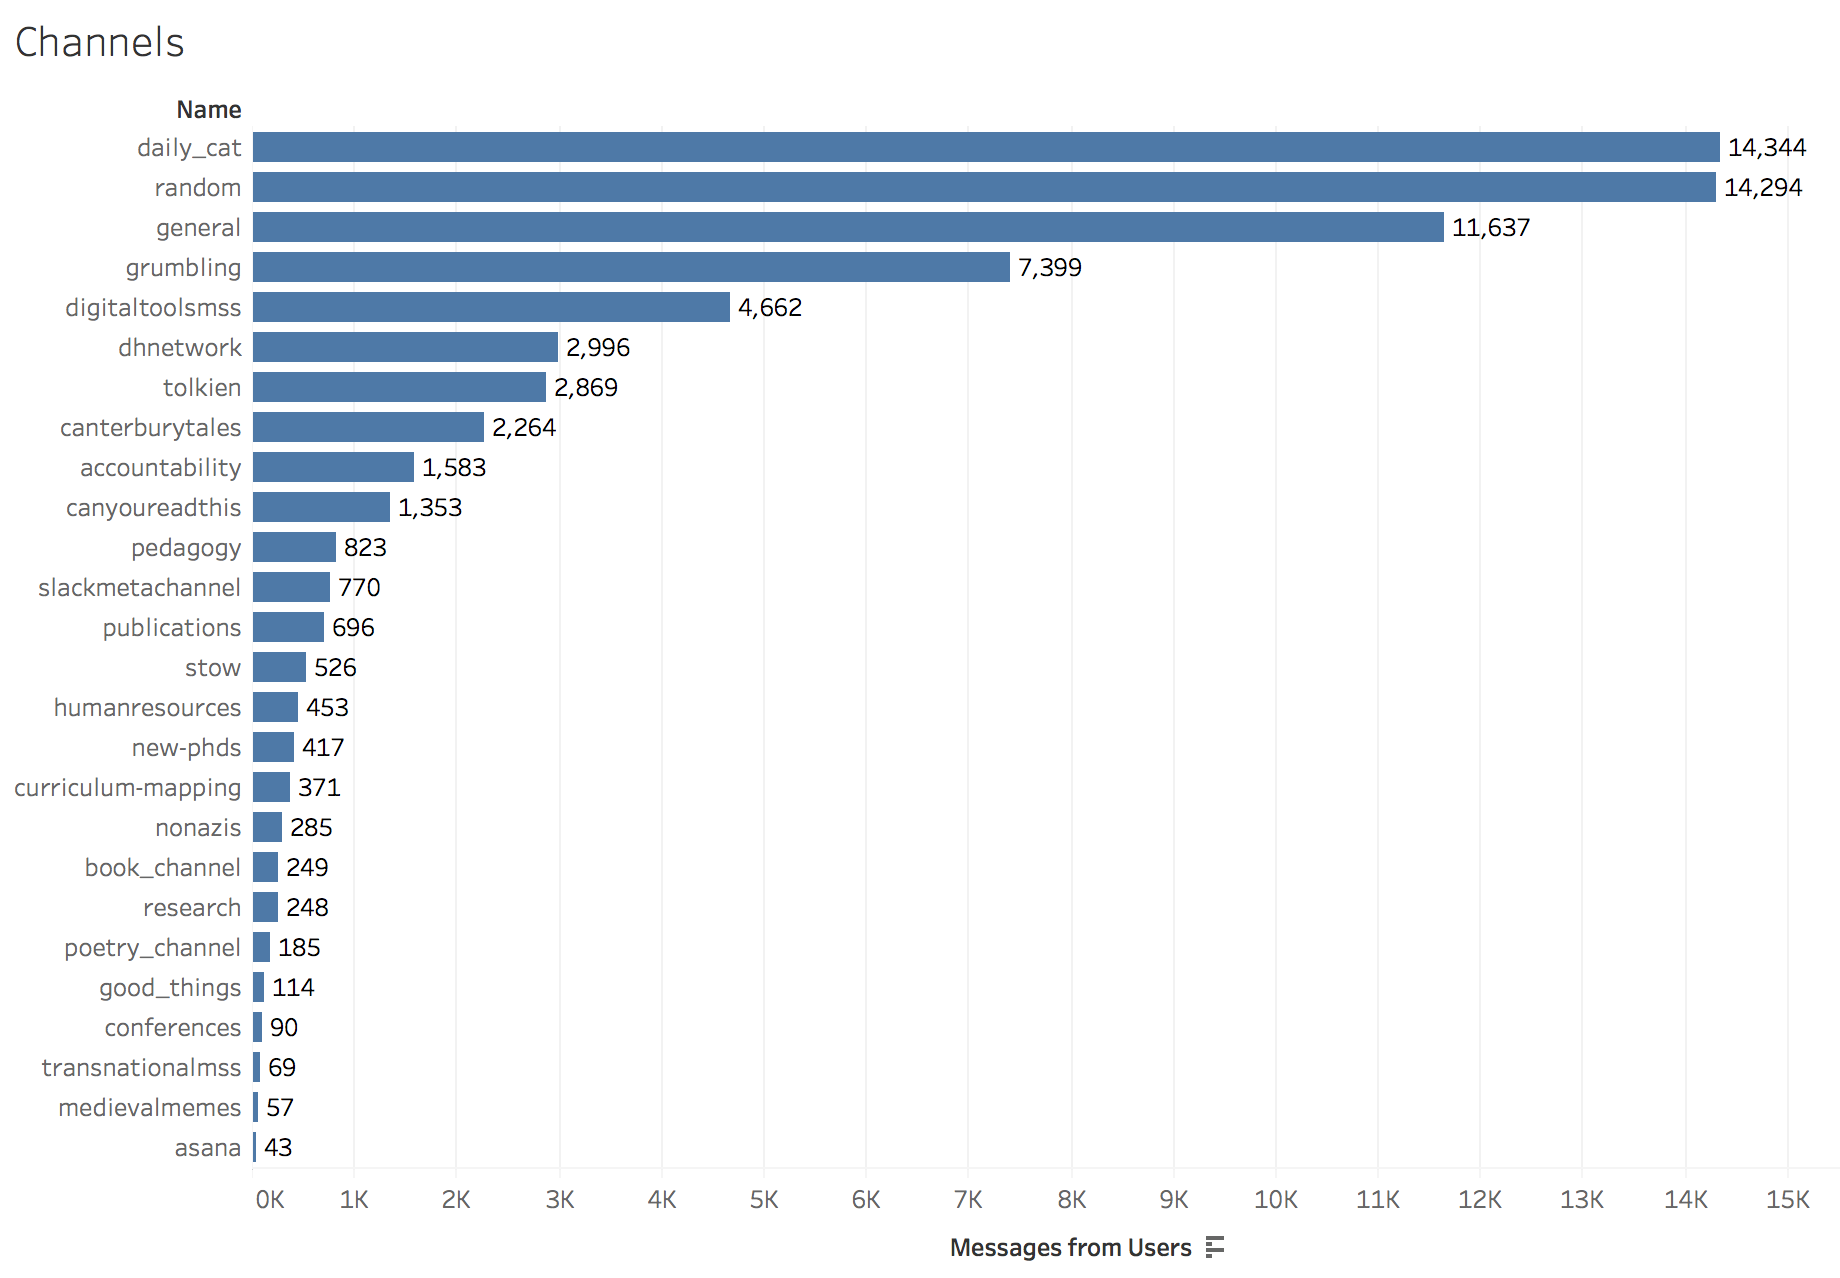 Channels
Name
daily_cat 14,344
random 14,294
general 11,637
grumbling 7,399
digitaltoolsmss 4,662
dhnetwork 2,996
tolkien 2,869
canterburytales 2,264
accountability 1,583
canyoureadthis 1,353
pedagogy 823
slackmetachannel 770
publications 696
stow 526
humanresources 453
new-phds 417
curriculum-mapping 371
nonazis 285
book_channel 249
research 248
poetry_channel 185
good_things 114
conferences 90
transnationalmss 69
medievalmemes 57
asana 43
0K 1K 2K 3K 4K 5K 6K 7K 8K 9K 10K 11K 12K 13K 14K 15K
Messages from Users